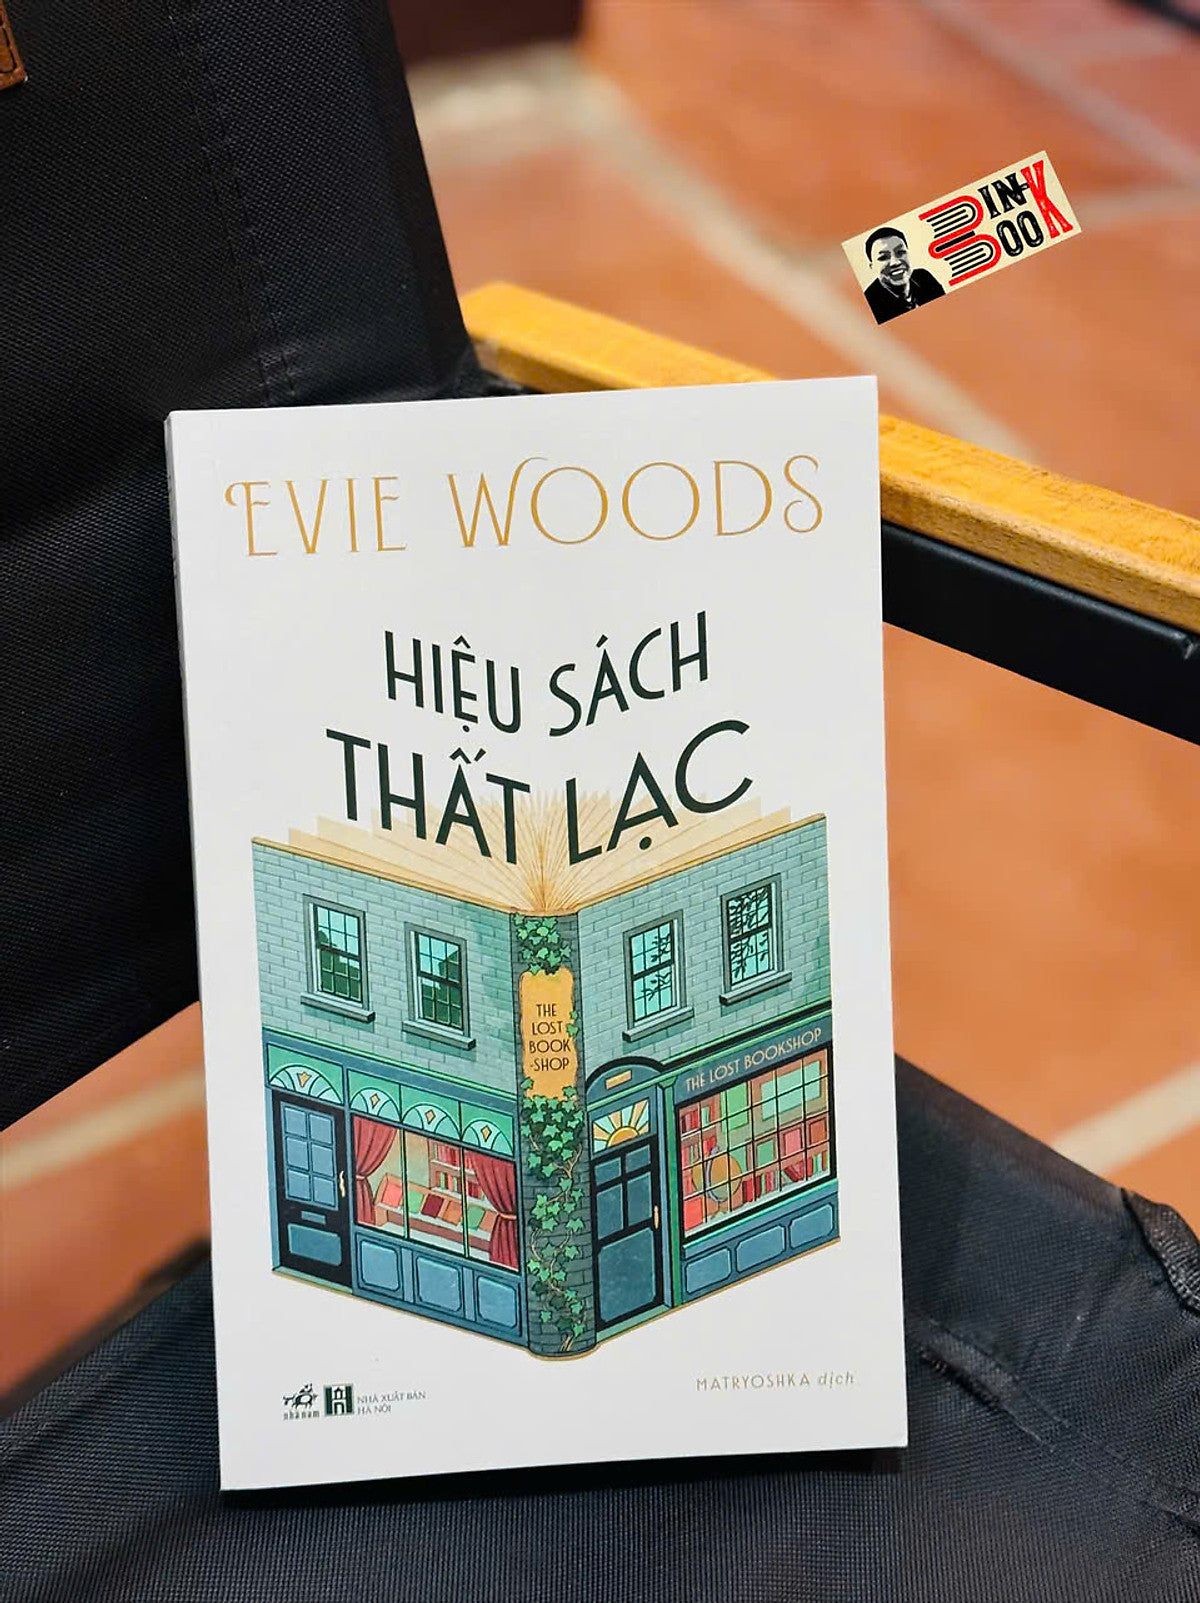 BIN-
BOOK
EVIE WOODS
HIỆU SÁCH
THẤT LẠC
THE
LOST
BOOK
-SHOP
THE LOST BOOKSHOP
MATRYOSHKA dịch
nhã nam
NHÀ XUẤT BẢN
HÀ NỘI